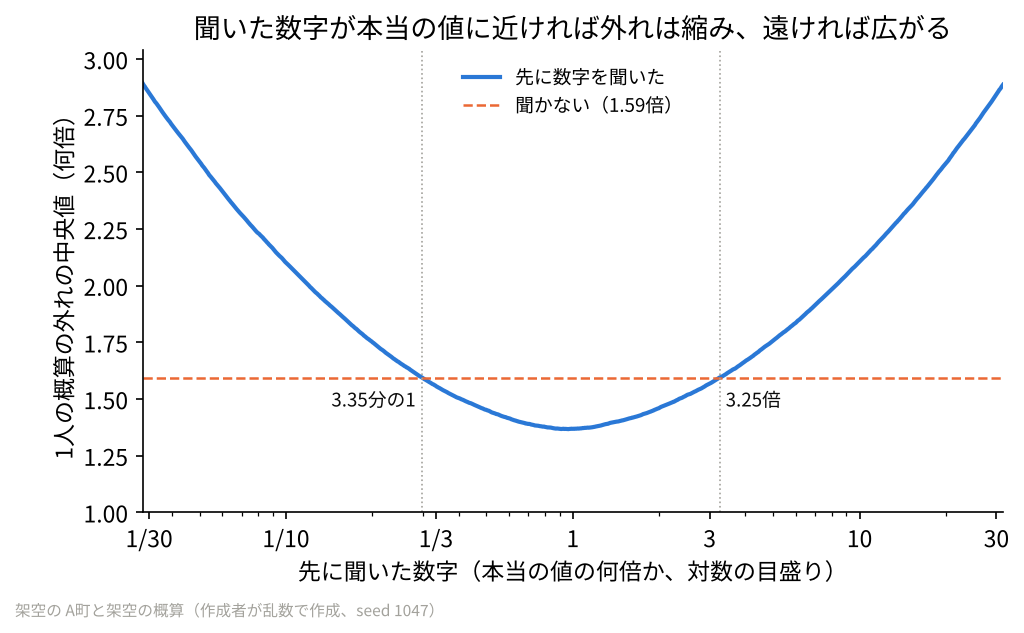 聞いた数字が本当の値に近ければ外れは縮み、遠ければ広がる
先に数字を聞いた
聞かない（1.59倍）
1人の概算の外れの中央値（何倍）
3.00
2.75
2.50
2.25
2.00
1.75
1.50
1.25
1.00
3.35分の1
3.25倍
1/30
1/10
1/3
1
3
10
30
先に聞いた数字（本当の値の何倍か、対数の目盛り）
架空の A町と架空の概算（作成者が乱数で作成、seed 1047）